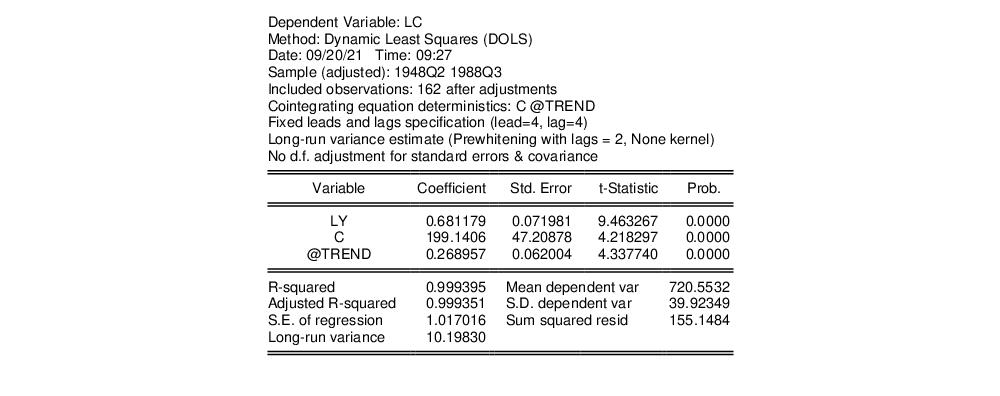 Dependent Variable: LC
Method: Dynamic Least Squares (DOLS)
Date: 09/20/21 Time: 09:27
Sample (adjusted): 1948Q2 1988Q3
Included observations: 162 after adjustments
Cointegrating equation deterministics: C @TREND
Fixed leads and lags specification (lead=4, lag=4)
Long-run variance estimate (Prewhitening with lags = 2, None kernel)
No d.f. adjustment for standard errors & covariance
Variable Coefficient Std. Error t-Statistic Prob.
LY 0.681179 0.071981 9.463267 0.0000
C 199.1406 47.20878 4.218297 0.0000
@TREND 0.268957 0.062004 4.337740 0.0000
R-squared 0.999395 Mean dependent var 720.5532
Adjusted R-squared 0.999351 S.D. dependent var 39.92349
S.E. of regression 1.017016 Sum squared resid 155.1484
Long-run variance 10.19830